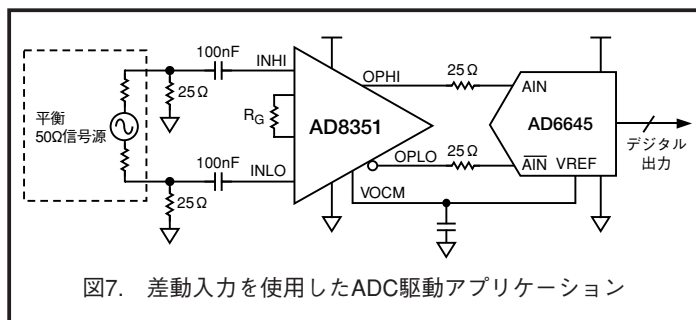 100nF
INHI
OPHI
25Ω
AIN
25Ω
平衡
50Ω信号源
RG
AD8351
AD6645
デジタル
出力
100nF
INLO
OPLO
25Ω
AIN
VREF
VOCM
25Ω
図7. 差動入力を使用したADC駆動アプリケーション